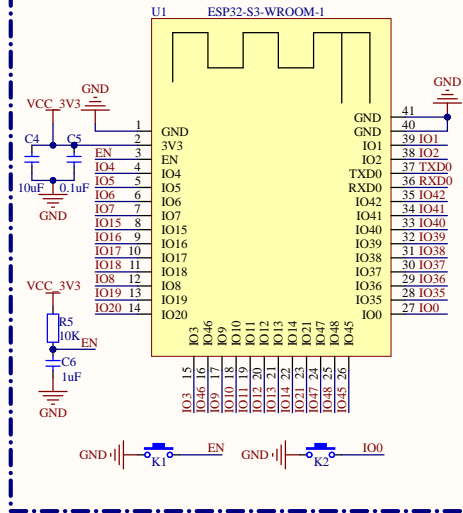 U1 ESP32-S3-WROOM-1
GND
VCC_3V3
C4 C5
10uF 0.1uF
GND
1 GND
2 3V3
EN 3 EN
IO4 4 IO4
IO5 5 IO5
IO6 6 IO6
IO7 7 IO7
IO15 8 IO15
IO16 9 IO16
IO17 10 IO17
IO18 11 IO18
IO8 12 IO8
IO19 13 IO19
IO20 14 IO20
GND
GND 41
GND 40
IO1 39 IO1
IO2 38 IO2
TXD0 37 TXD0
RXD0 36 RXD0
IO42 35 IO42
IO41 34 IO41
IO40 33 IO40
IO39 32 IO39
IO38 31 IO38
IO37 30 IO37
IO36 29 IO36
IO35 28 IO35
IO0 27 IO0
IO3 15 IO3
IO46 16 IO46
IO9 17 IO9
IO10 18 IO10
IO11 19 IO11
IO12 20 IO12
IO13 21 IO13
IO14 22 IO14
IO21 23 IO21
IO47 24 IO47
IO48 25 IO48
IO45 26 IO45
VCC_3V3
R5
10K
EN
C6
1uF
GND
GND K1 EN
GND K2 IO0